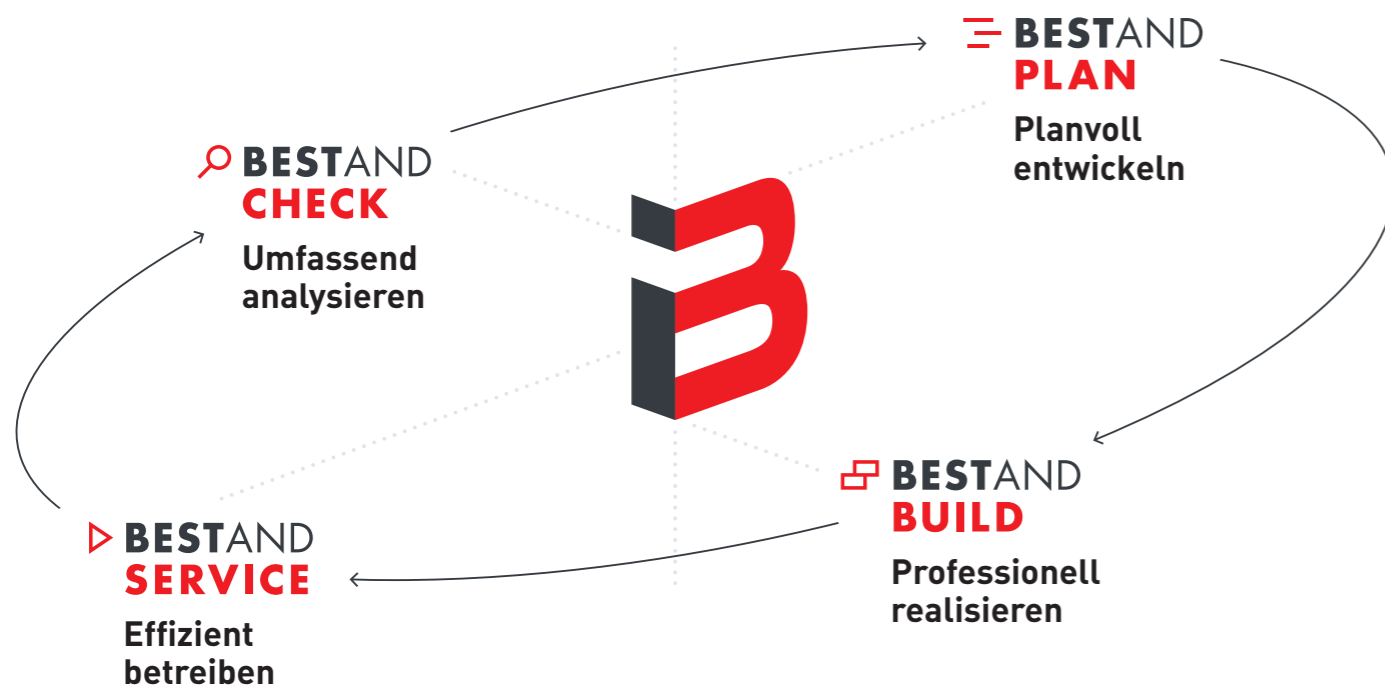 BESTAND
PLAN
Planvoll
entwickeln
BESTAND
CHECK
Umfassend
analysieren
BESTAND
BUILD
Professionell
realisieren
BESTAND
SERVICE
Effizient
betreiben
B